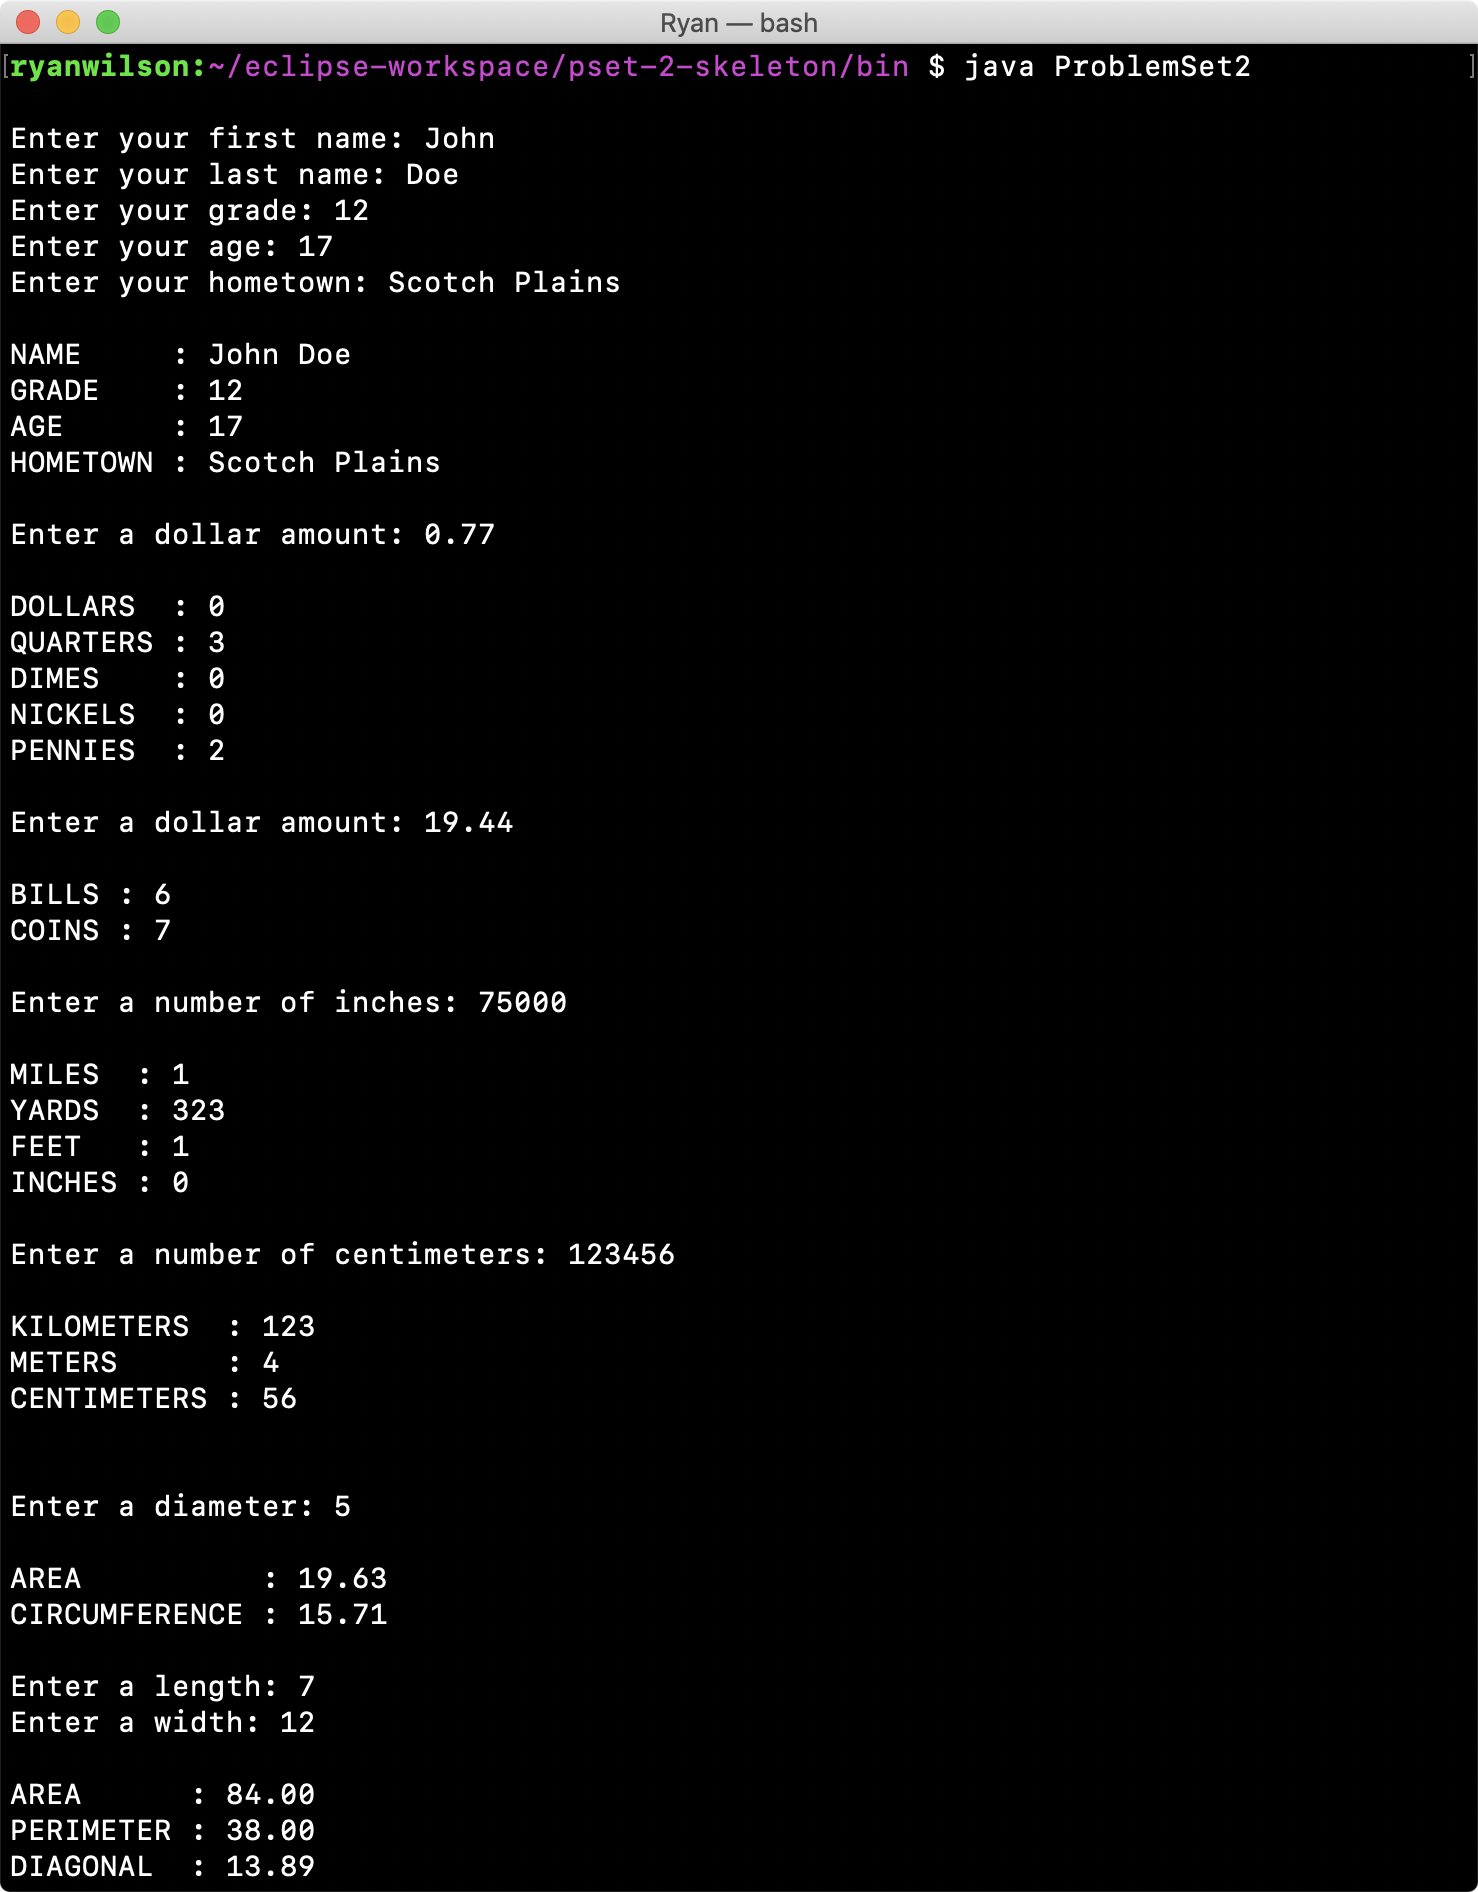 Ryan — bash
[ryanwilson:~/eclipse-workspace/pset-2-skeleton/bin $ java ProblemSet2 ]
Enter your first name: John
Enter your last name: Doe
Enter your grade: 12
Enter your age: 17
Enter your hometown: Scotch Plains
NAME     : John Doe
GRADE    : 12
AGE      : 17
HOMETOWN : Scotch Plains
Enter a dollar amount: 0.77
DOLLARS  : 0
QUARTERS : 3
DIMES    : 0
NICKELS  : 0
PENNIES  : 2
Enter a dollar amount: 19.44
BILLS : 6
COINS : 7
Enter a number of inches: 75000
MILES  : 1
YARDS  : 323
FEET   : 1
INCHES : 0
Enter a number of centimeters: 123456
KILOMETERS  : 123
METERS      : 4
CENTIMETERS : 56
Enter a diameter: 5
AREA          : 19.63
CIRCUMFERENCE : 15.71
Enter a length: 7
Enter a width: 12
AREA      : 84.00
PERIMETER : 38.00
DIAGONAL  : 13.89